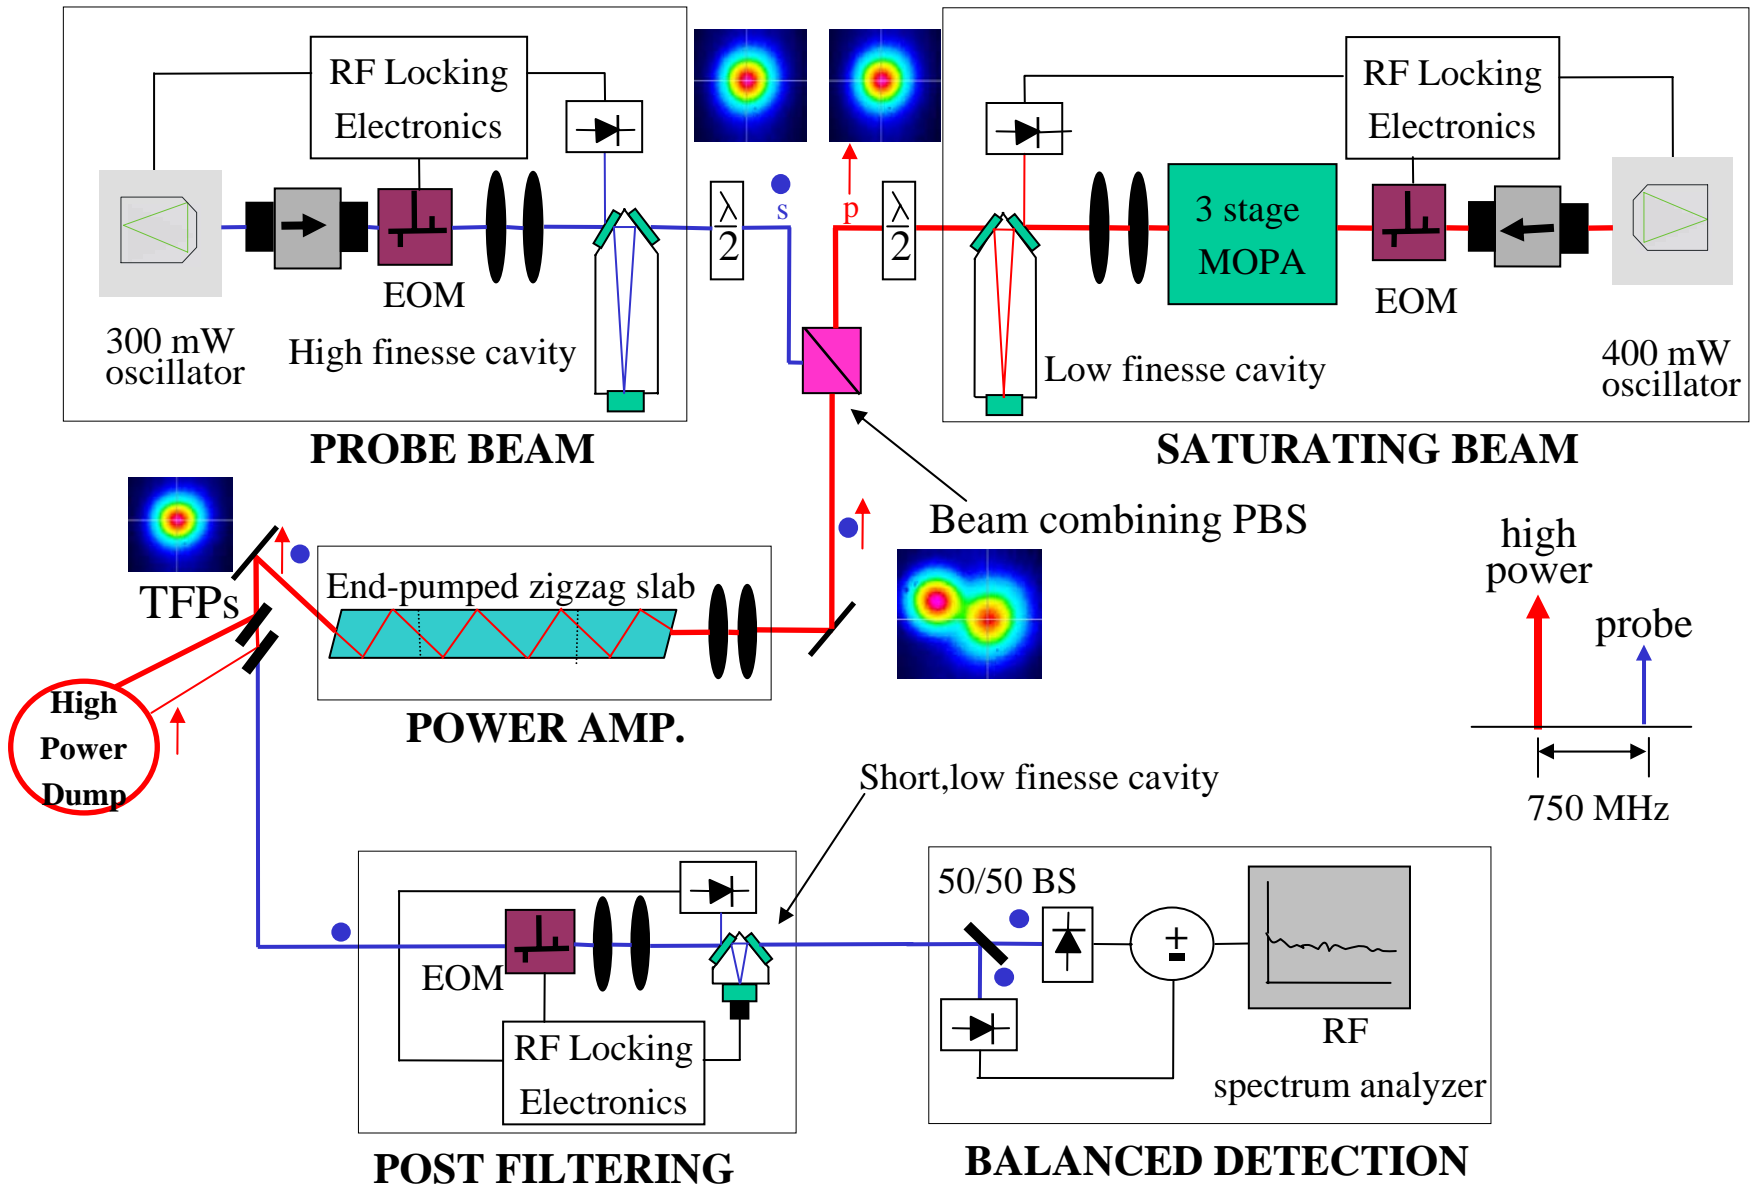 RF Locking
Electronics
EOM
300 mW
oscillator
High finesse cavity
λ
2
s
PROBE BEAM
p
λ
2
RF Locking
Electronics
3 stage
MOPA
EOM
Low finesse cavity
400 mW
oscillator
SATURATING BEAM
Beam combining PBS
TFPs
End-pumped zigzag slab
POWER AMP.
High
Power
Dump
high
power
probe
750 MHz
Short,low finesse cavity
EOM
RF Locking
Electronics
POST FILTERING
50/50 BS
±
RF
spectrum analyzer
BALANCED DETECTION